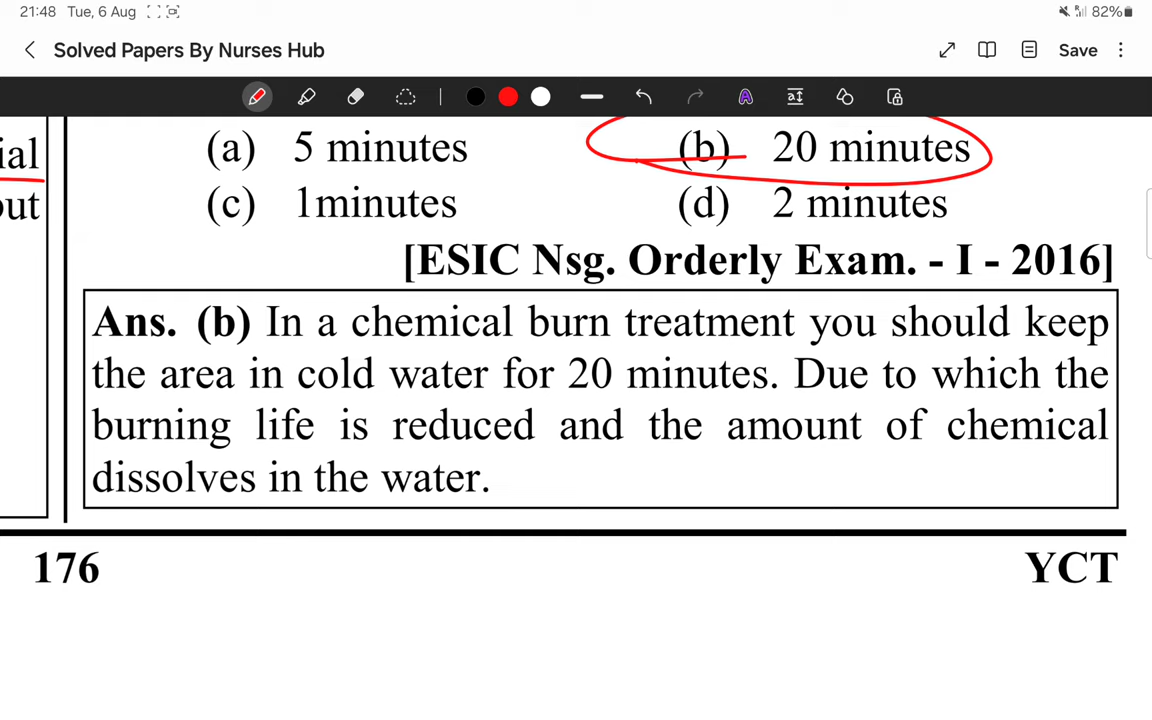 21:48 Tue, 6 Aug 82%
Solved Papers By Nurses Hub Save
ial (a) 5 minutes (b) 20 minutes
out (c) 1minutes (d) 2 minutes
[ESIC Nsg. Orderly Exam. - I - 2016]
Ans. (b) In a chemical burn treatment you should keep
the area in cold water for 20 minutes. Due to which the
burning life is reduced and the amount of chemical
dissolves in the water.
176 YCT